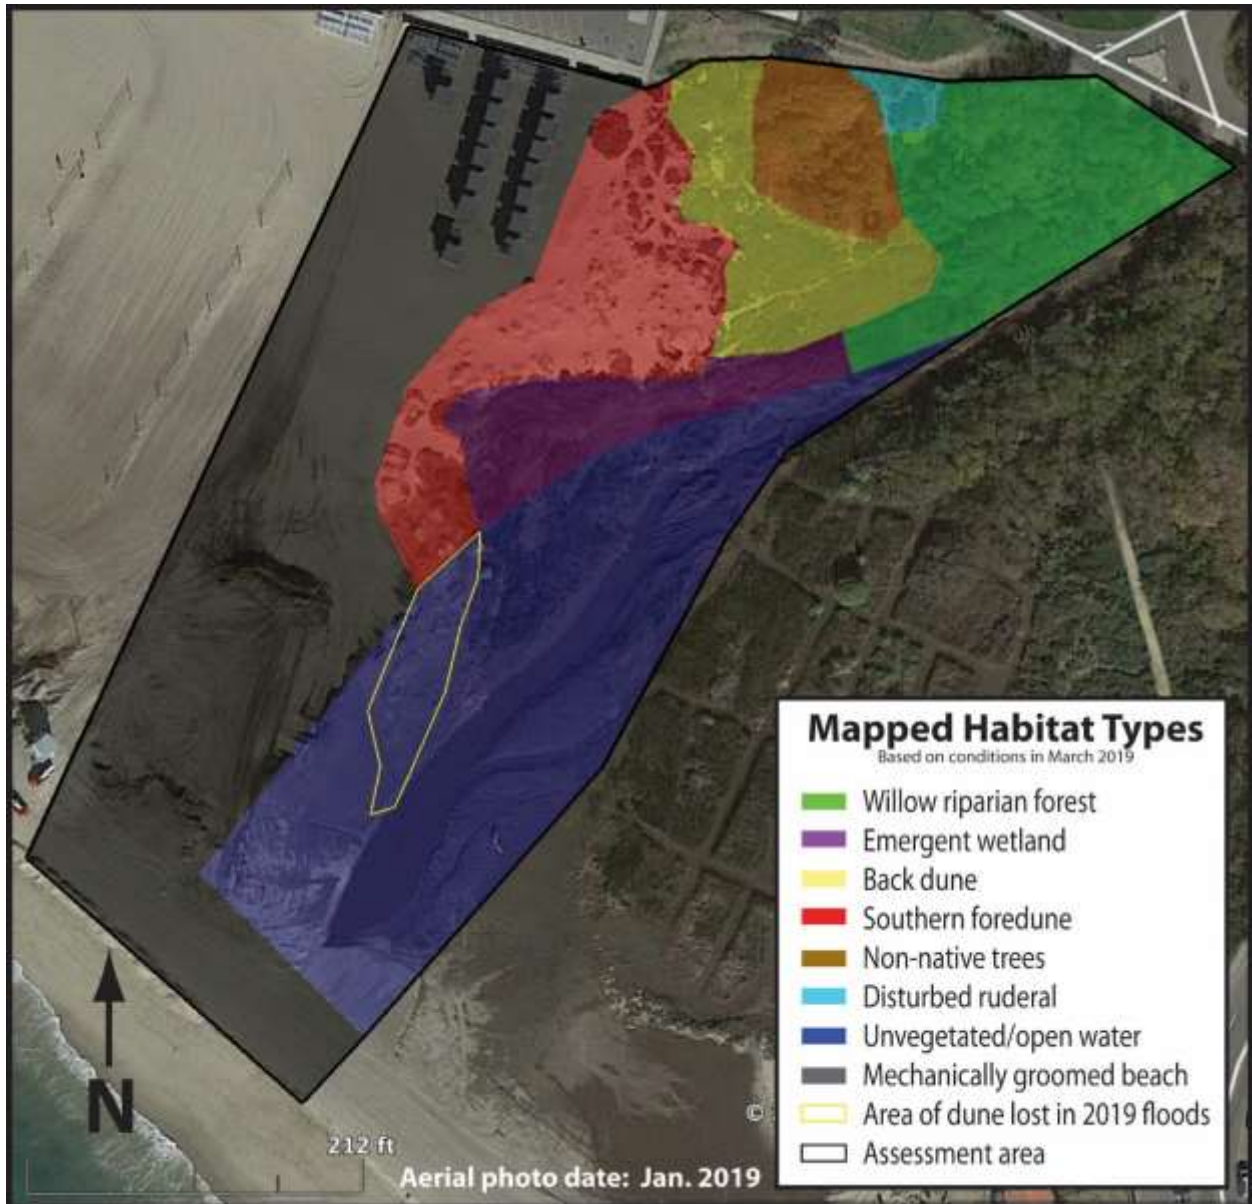 Mapped Habitat Types
Based on conditions in March 2019
Willow riparian forest
Emergent wetland
Back dune
Southern foredune
Non-native trees
Disturbed ruderal
Unvegetated/open water
Mechanically groomed beach
Area of dune lost in 2019 floods
Assessment area
N
212 ft
©
Aerial photo date: Jan. 2019